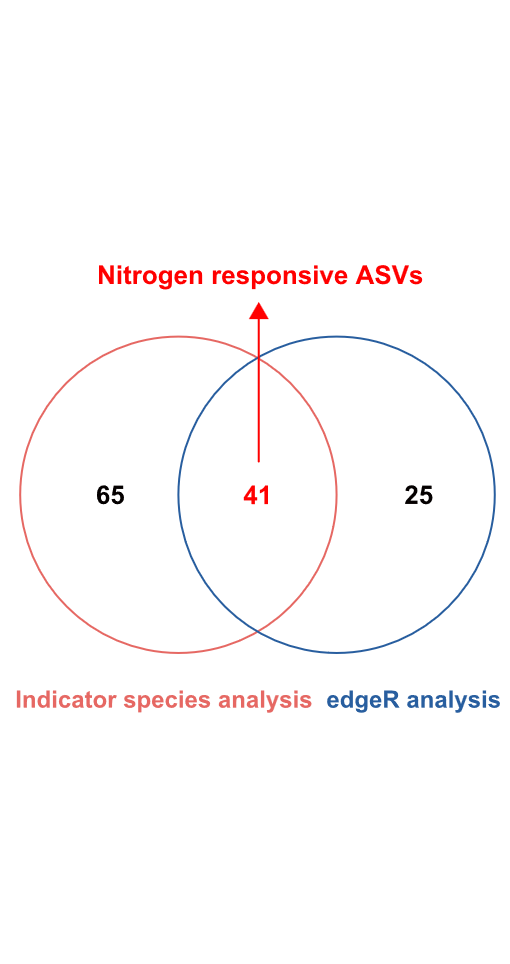 Nitrogen responsive ASVs
65 41 25
Indicator species analysis edgeR analysis